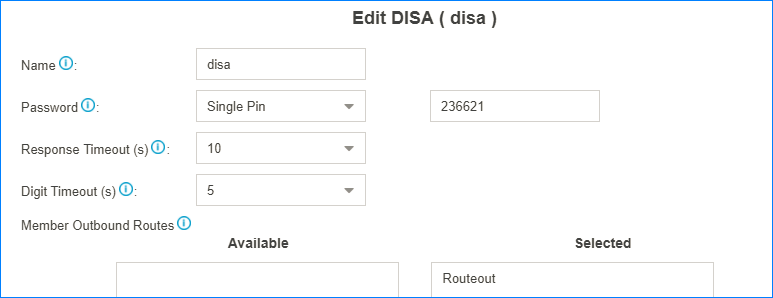 Edit DISA ( disa )
Name : disa
Password : Single Pin 236621
Response Timeout (s) : 10
Digit Timeout (s) : 5
Member Outbound Routes
Available Selected
Routeout